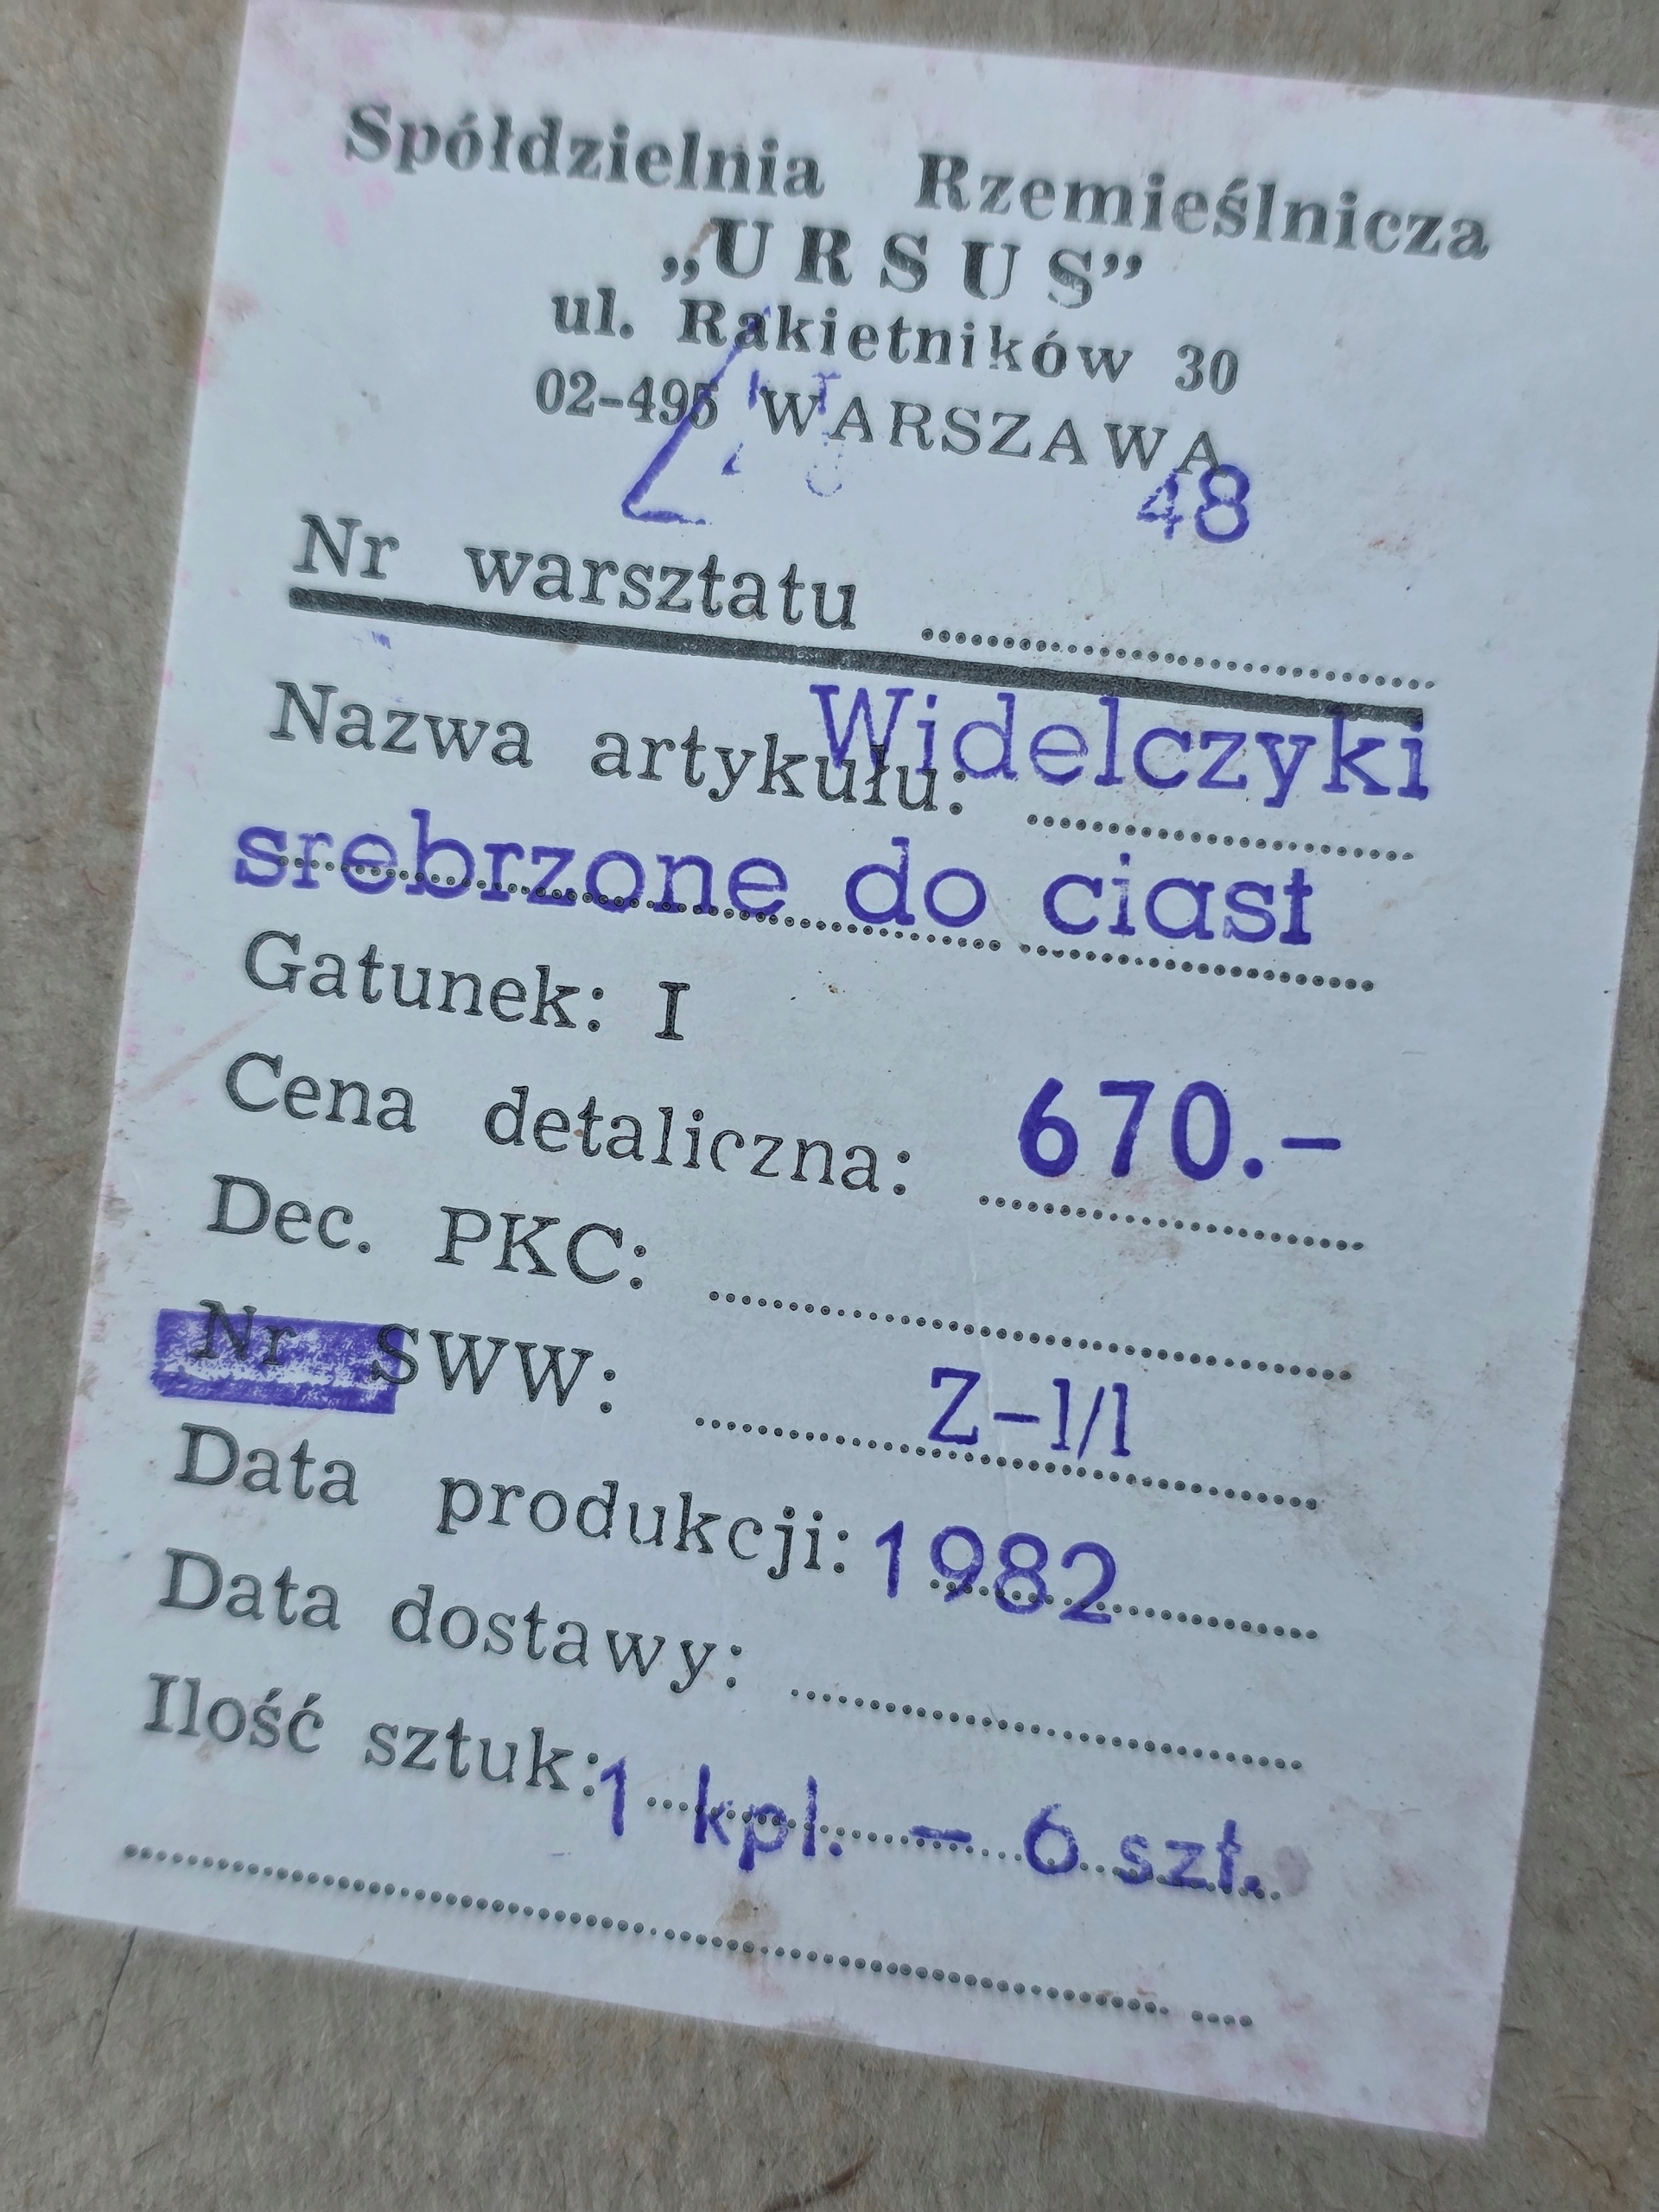 Spółdzielnia Rzemieślnicza
„URSUS”
ul. Rakietników 30
02-495 WARSZAWA
48
Nr warsztatu
Nazwa artykułu: Widelczyki
srebrzone do ciast
Gatunek: I
Cena detaliczna: 670.-
Dec. PKC:
Nr SWW: Z-1/1
Data produkcji: 1982
Data dostawy:
Ilość sztuk: 1 kpl. - 6 szt.